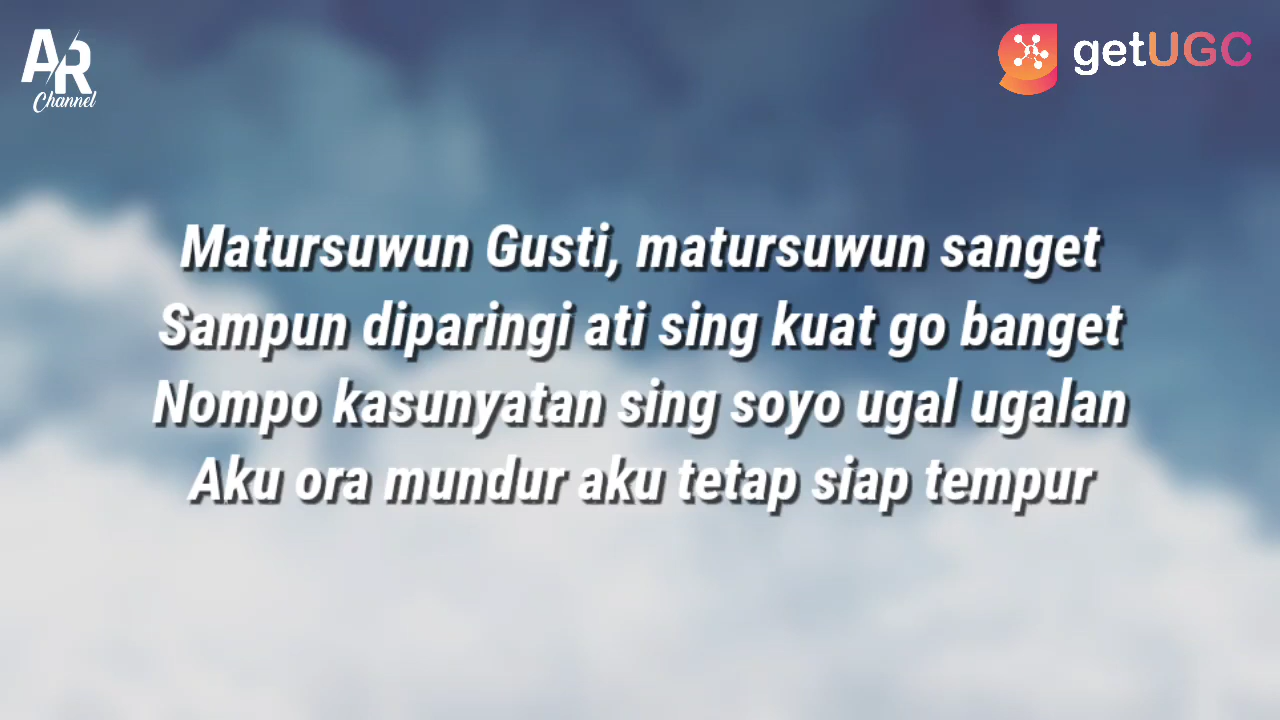 AR
Channel
getUGC
Matursuwun Gusti, matursuwun sanget
Sampun diparingi ati sing kuat go banget
Nompo kasunyatan sing soyo ugal ugalan
Aku ora mundur aku tetap siap tempur